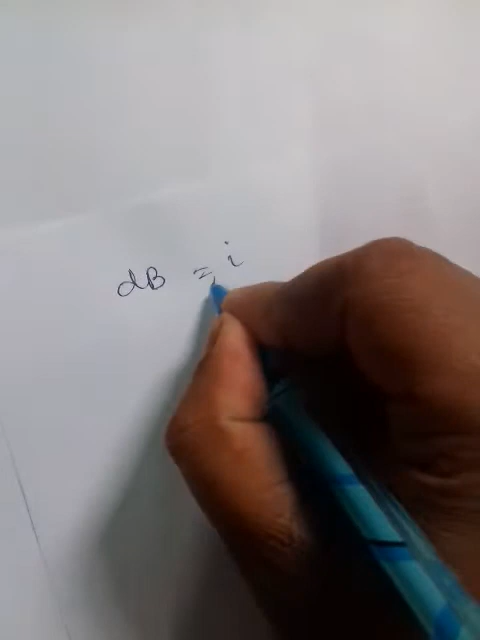 dB = i